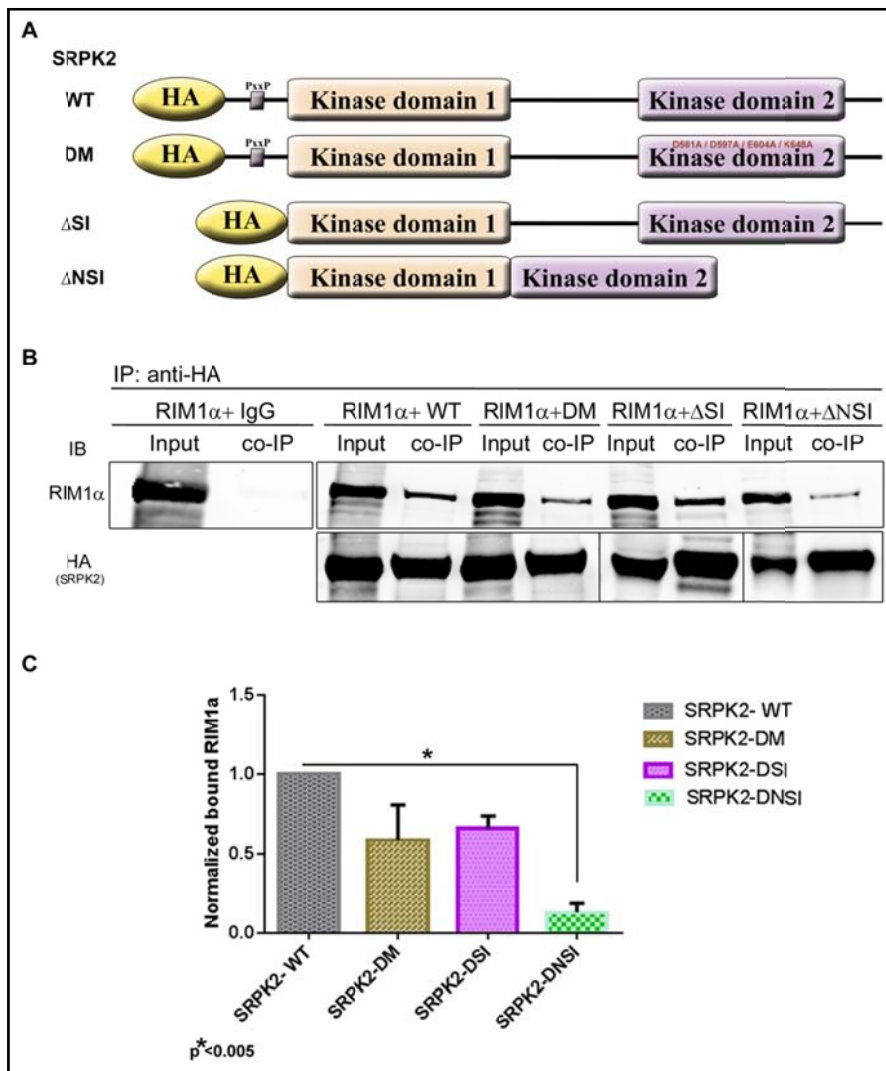 A
SRPK2
WT HA PxxP Kinase domain 1 Kinase domain 2
DM HA PxxP Kinase domain 1 D581A / D597A / E604A / K648A Kinase domain 2
ΔSI HA Kinase domain 1 Kinase domain 2
ΔNSI HA Kinase domain 1 Kinase domain 2
B
IP: anti-HA
RIM1α+ IgG RIM1α+ WT RIM1α+DM RIM1α+ΔSI RIM1α+ΔNSI
IB Input co-IP Input co-IP Input co-IP Input co-IP Input co-IP
RIM1α
HA
(SRPK2)
C
Normalized bound RIM1a
1.5
1.0
0.5
0.0
*
SRPK2- WT
SRPK2-DM
SRPK2-DSI
SRPK2-DNSI
SRPK2- WT
SRPK2-DM
SRPK2-DSI
SRPK2-DNSI
p*<0.005